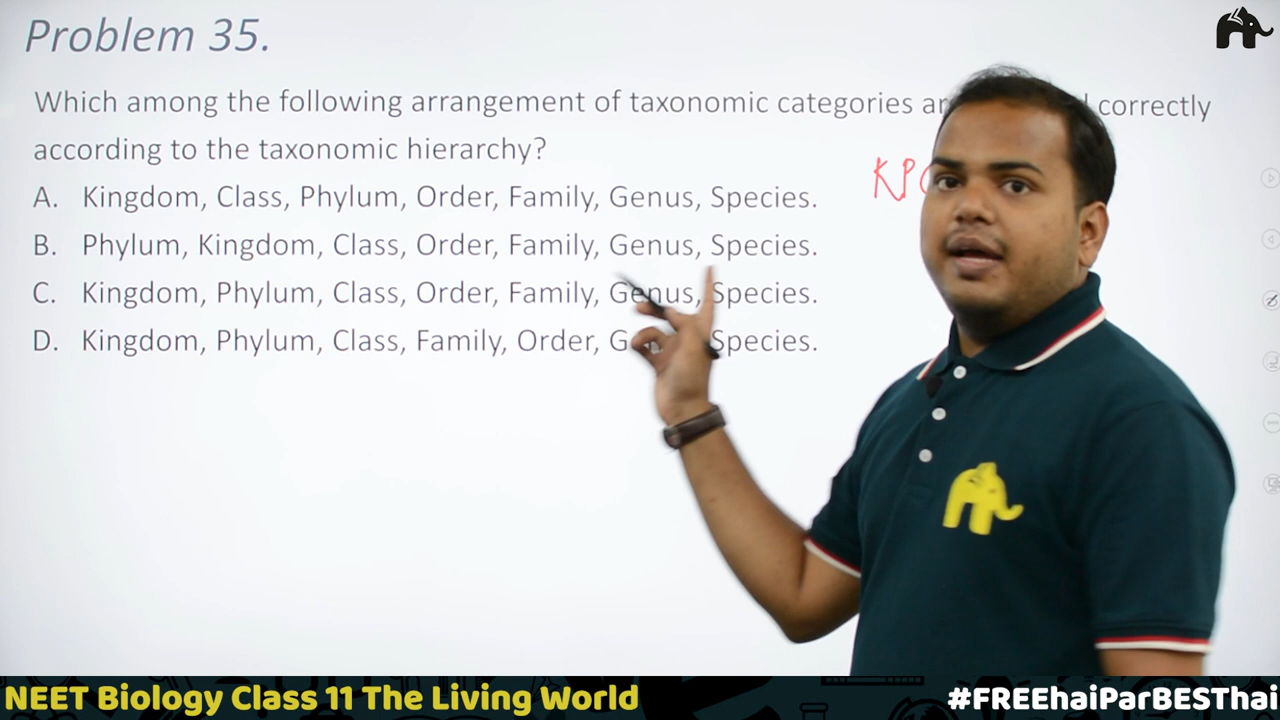 Problem 35.
Which among the following arrangement of taxonomic categories correctly
according to the taxonomic hierarchy?
A. Kingdom, Class, Phylum, Order, Family, Genus, Species.
B. Phylum, Kingdom, Class, Order, Family, Genus, Species.
C. Kingdom, Phylum, Class, Order, Family, Genus, Species.
D. Kingdom, Phylum, Class, Family, Order, Species.
KP
NEET Biology Class 11 The Living World
#FREEhaiParBESThai